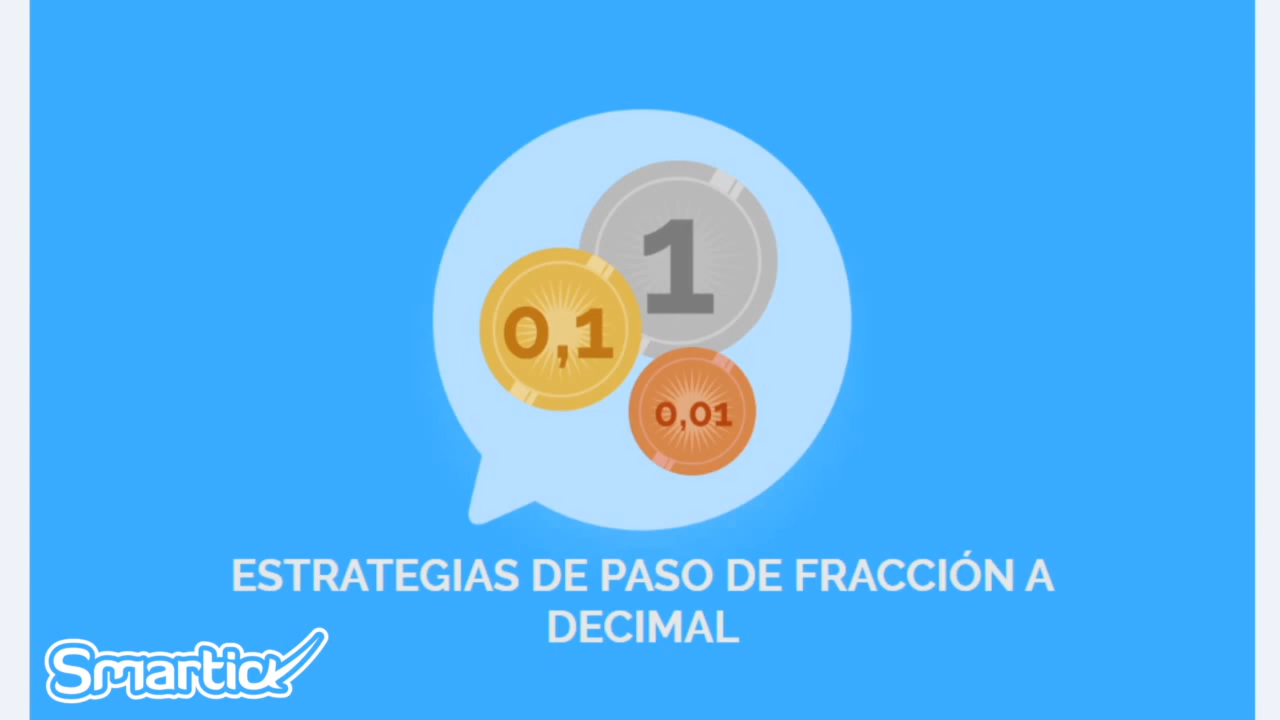 1
0,1
0,01
ESTRATEGIAS DE PASO DE FRACCIÓN A
DECIMAL
Smartick